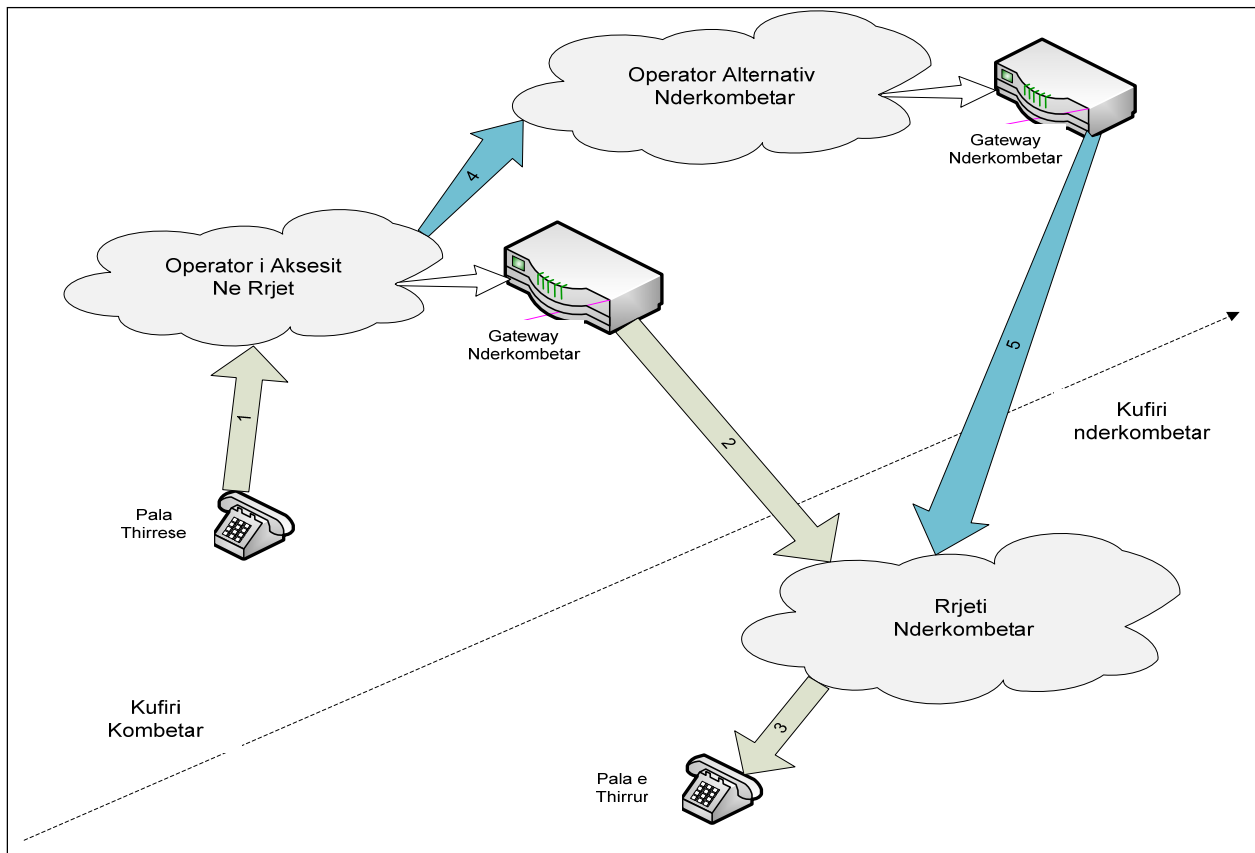 Operator Alternativ
Nderkombetar
Gateway
Nderkombetar
4
Operator i Aksesit
Ne Rrjet
Gateway
Nderkombetar
5
1
2
Kufiri
nderkombetar
Pala
Thirrese
Rrjeti
Nderkombetar
Kufiri
Kombetar
3
Pala e
Thirrur